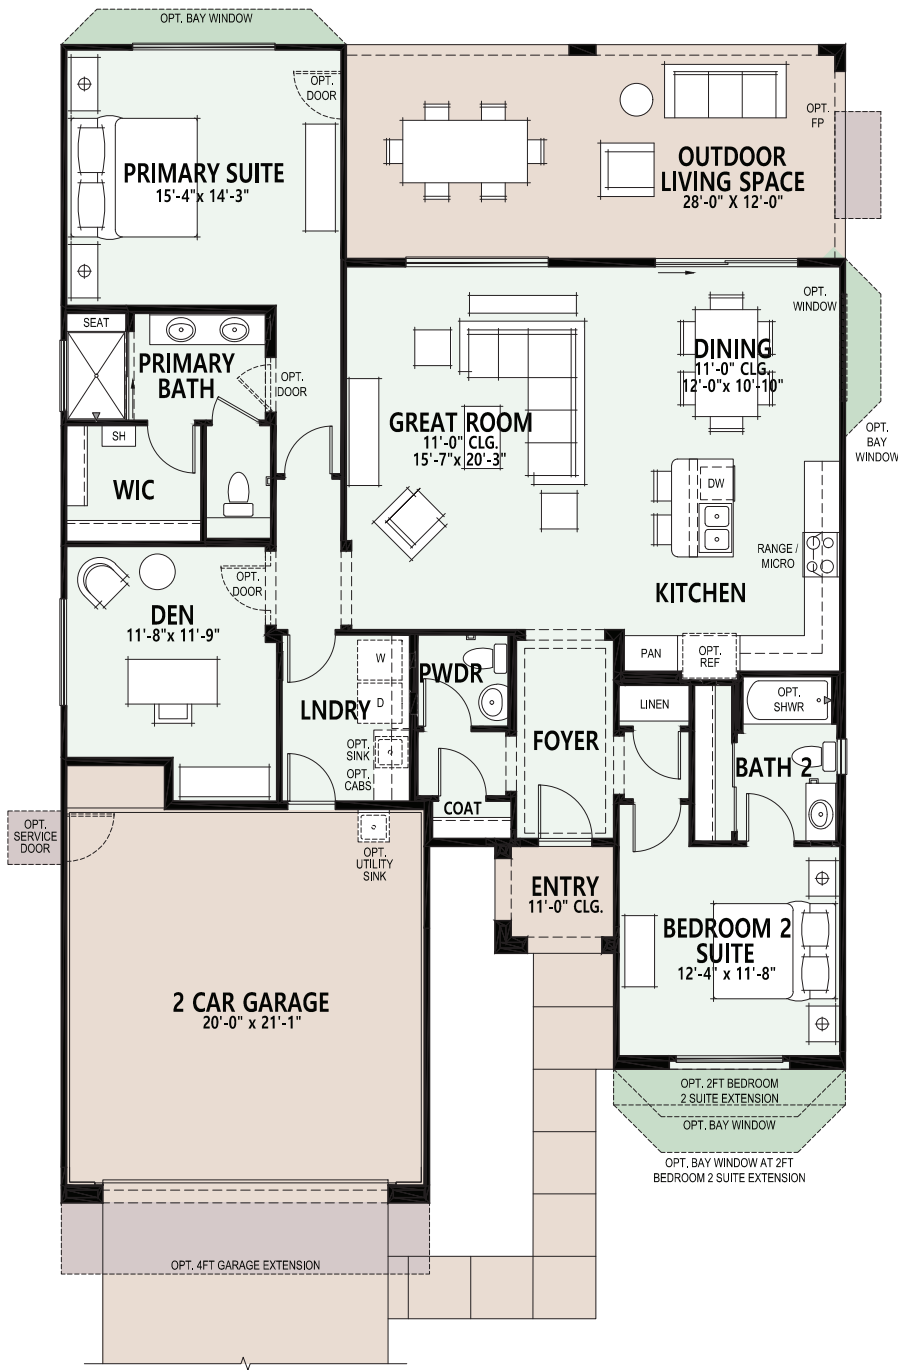 OPT. BAY WINDOW
OPT.
DOOR
PRIMARY SUITE
15'-4"x 14'-3"
OPT.
FP
OUTDOOR
LIVING SPACE
28'-0" X 12'-0"
OPT.
WINDOW
SEAT
PRIMARY
BATH
OPT.
DOOR
DINING
11'-0" CLG.
12'-0"x 10'-10"
GREAT ROOM
11'-0" CLG.
15'-7"x 20'-3"
OPT.
BAY
WINDOW
SH
WIC
DW
RANGE /
MICRO
OPT.
DOOR
DEN
11'-8"x 11'-9"
KITCHEN
W
PWDR
PAN
OPT.
REF
D
LNDRY
LINEN
OPT.
SHWR
OPT.
SINK
OPT.
CABS
FOYER
BATH 2
COAT
OPT.
SERVICE
DOOR
OPT.
UTILITY
SINK
ENTRY
11'-0" CLG.
BEDROOM 2
SUITE
12'-4" x 11'-8"
2 CAR GARAGE
20'-0" x 21'-1"
OPT. 2FT BEDROOM
2 SUITE EXTENSION
OPT. BAY WINDOW
OPT. BAY WINDOW AT 2FT
BEDROOM 2 SUITE EXTENSION
OPT. 4FT GARAGE EXTENSION